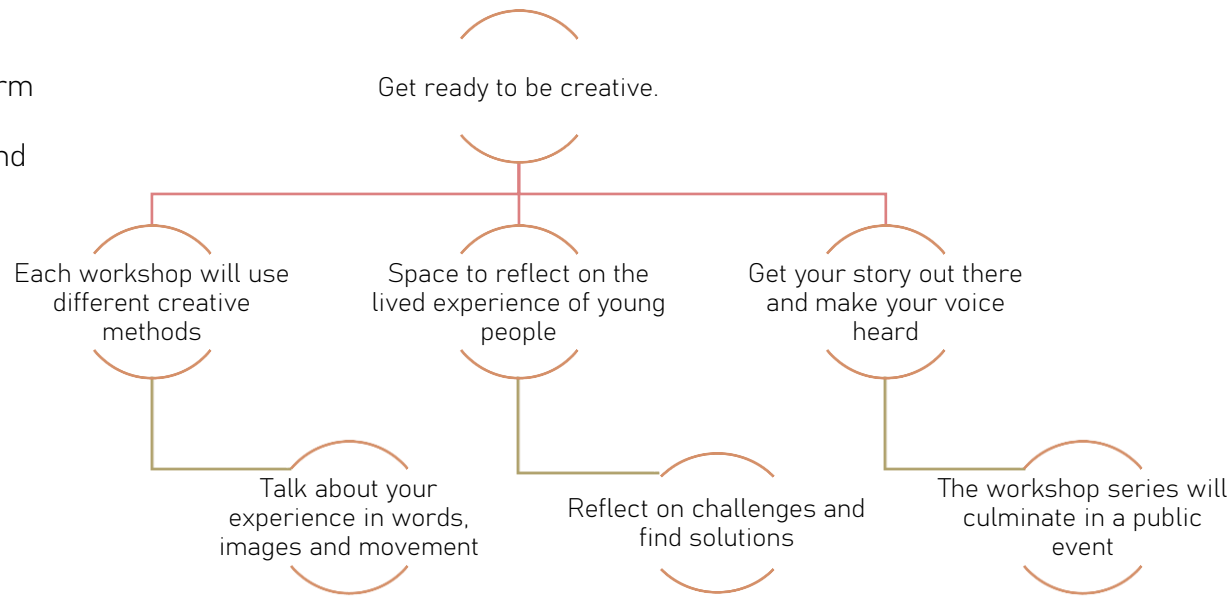 Get ready to be creative.
Each workshop will use
different creative
methods
Space to reflect on the
lived experience of young
people
Get your story out there
and make your voice
heard
Talk about your
experience in words,
images and movement
Reflect on challenges and
find solutions
The workshop series will
culminate in a public
event